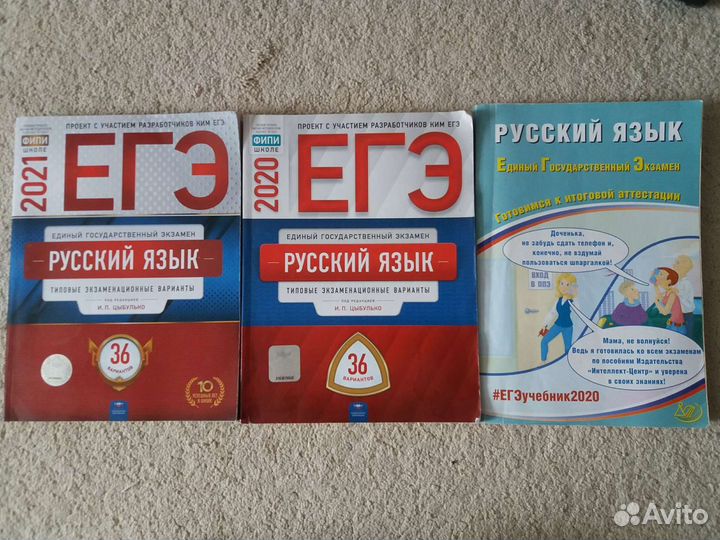 2021
ФИПИ
ШКОЛЕ
ПРОЕКТ С УЧАСТИЕМ РАЗРАБОТЧИКОВ КИМ ЕГЭ
ЕГЭ
ЕДИНЫЙ ГОСУДАРСТВЕННЫЙ ЭКЗАМЕН
РУССКИЙ ЯЗЫК
ТИПОВЫЕ ЭКЗАМЕНАЦИОННЫЕ ВАРИАНТЫ
ПОД РЕДАКЦИЕЙ
И. П. ЦЫБУЛЬКО
36
ВАРИАНТОВ
10
УСПЕШНЫХ ЛЕТ
В ШКОЛЕ
2020
ФИПИ
ШКОЛЕ
ПРОЕКТ С УЧАСТИЕМ РАЗРАБОТЧИКОВ КИМ ЕГЭ
ЕГЭ
ЕДИНЫЙ ГОСУДАРСТВЕННЫЙ ЭКЗАМЕН
РУССКИЙ ЯЗЫК
ТИПОВЫЕ ЭКЗАМЕНАЦИОННЫЕ ВАРИАНТЫ
ПОД РЕДАКЦИЕЙ
И. П. ЦЫБУЛЬКО
36
ВАРИАНТОВ
РУССКИЙ ЯЗЫК
Единый Государственный Экзамен
Готовимся к итоговой аттестации
Доченька,
не забудь сдать телефон и,
конечно, не вздумай
пользоваться шпаргалкой!
ВХОД
В ППЭ
Мама, не волнуйся!
Ведь я готовилась ко всем экзаменам
по пособиям Издательства
«Интеллект-Центр» и уверена
в своих знаниях!
#ЕГЭучебник2020
Avito